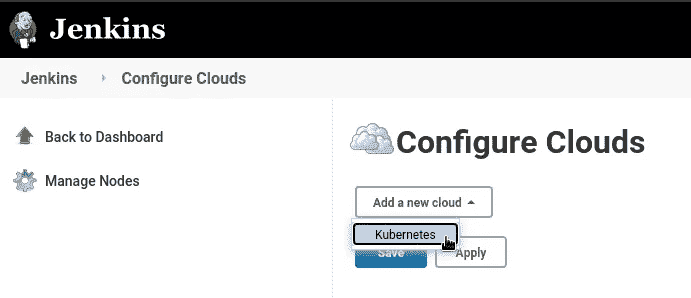 Jenkins
Jenkins Configure Clouds
Back to Dashboard
Manage Nodes
Configure Clouds
Add a new cloud
Kubernetes
Save Apply